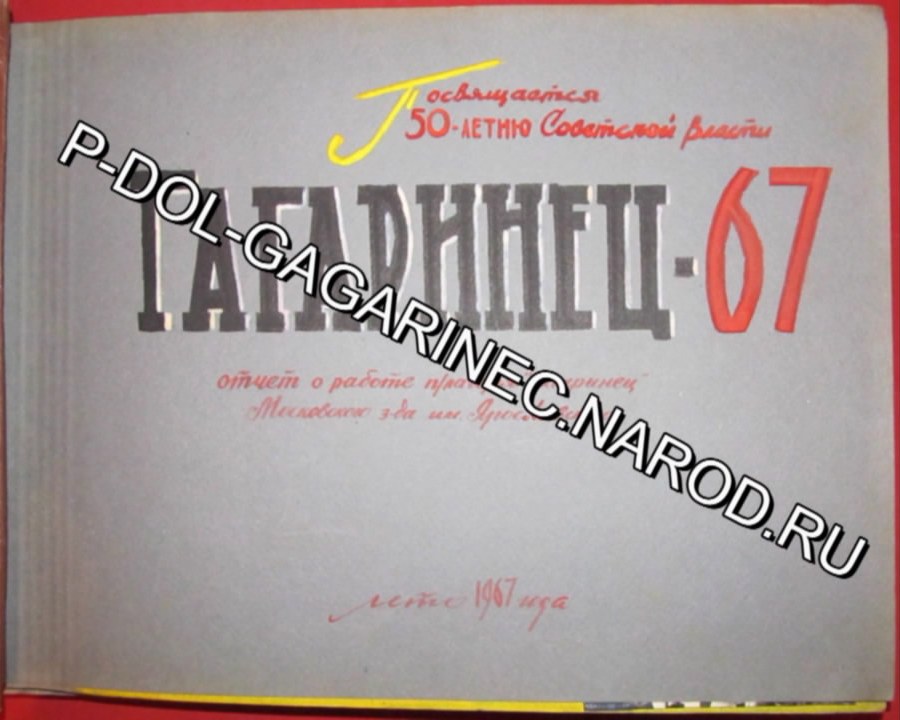 Посвящается
50-ЛЕТИЮ Советской Власти
ГАГАРИНЕЦ-67
P-DOL-GAGARINEC.NAROD.RU
отчет о работе
Московского з-да им.
лето 1967 года